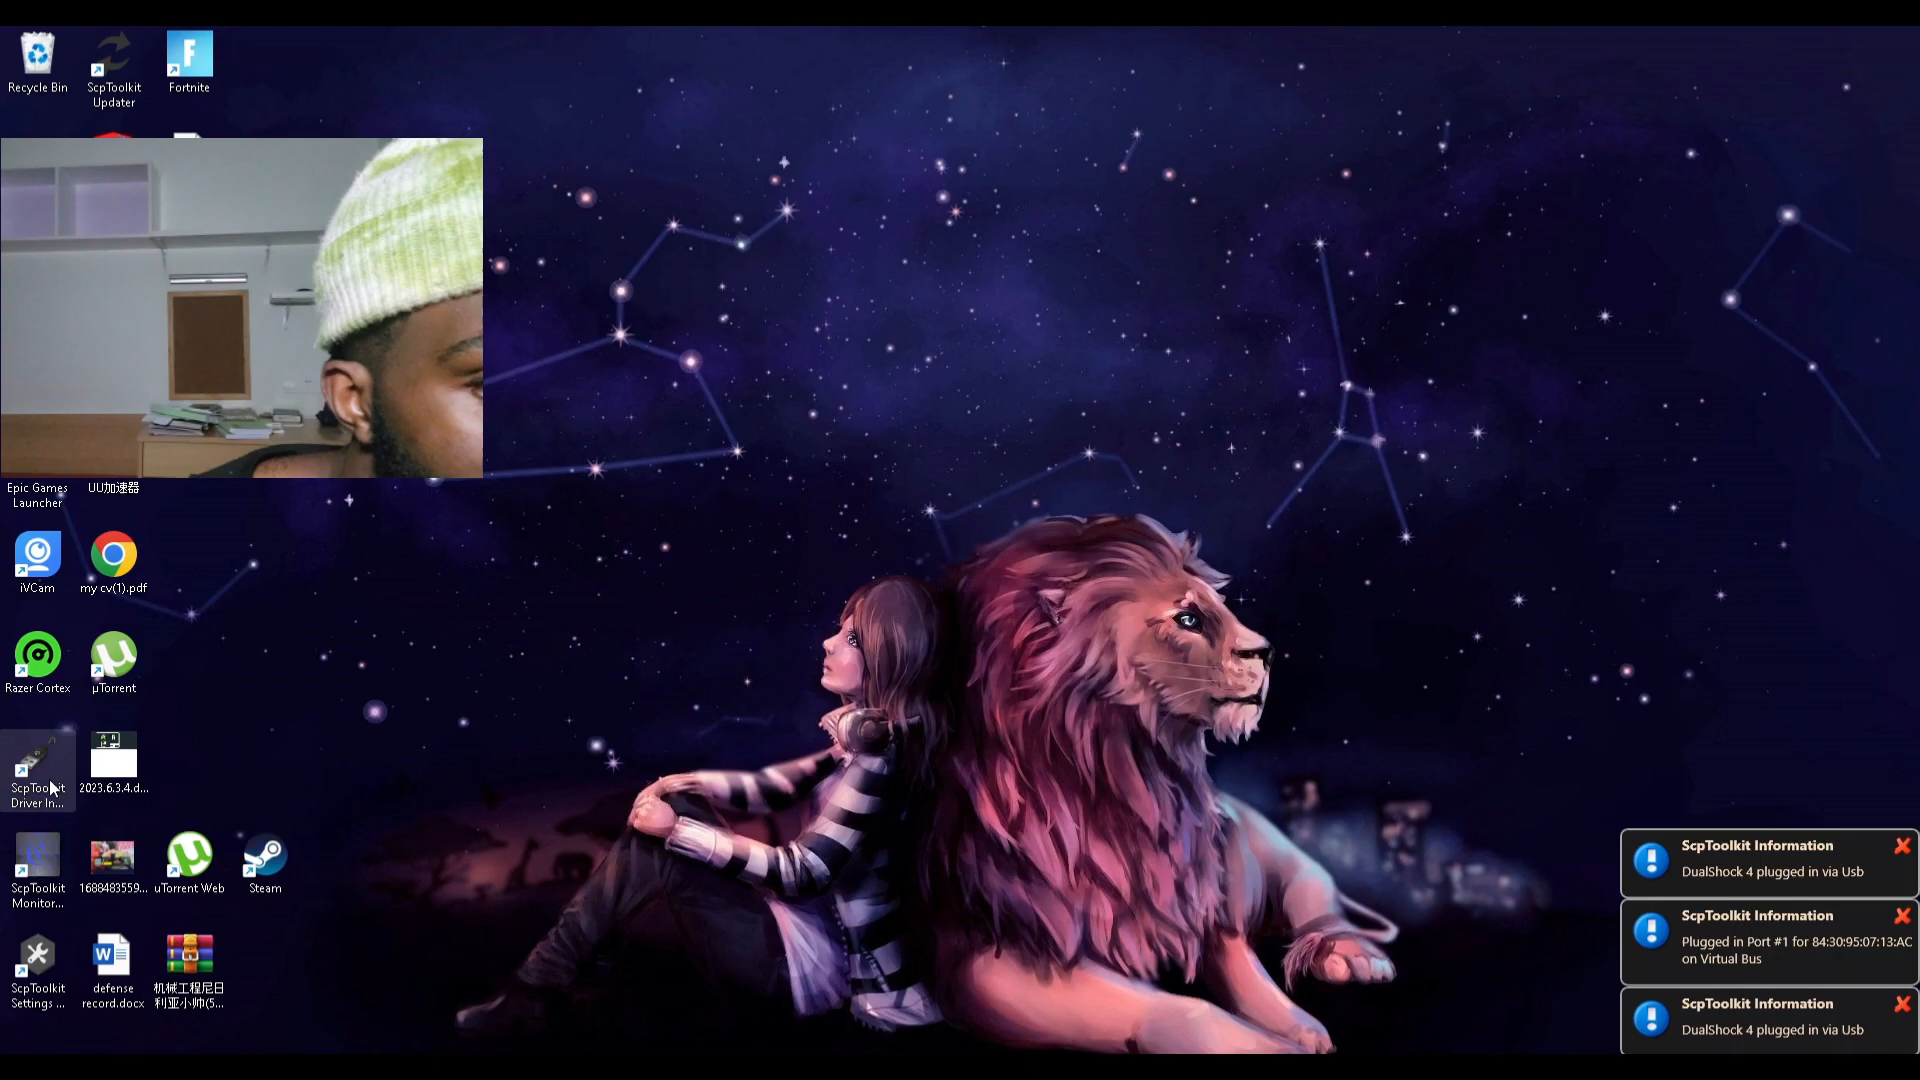 Recycle Bin
ScpToolkit
Updater
Fortnite
Epic Games
Launcher
UU加速器
iVCam
my cv(1).pdf
Razer Cortex
µTorrent
ScpToolkit
Driver In...
2023.6.3.4.d...
ScpToolkit
Monitor...
1688483559...
uTorrent Web
Steam
ScpToolkit
Settings ...
defense
record.docx
机械工程尼日
利亚小帅(5...
ScpToolkit Information
DualShock 4 plugged in via Usb
ScpToolkit Information
Plugged in Port #1 for 84:30:95:07:13:AC
on Virtual Bus
ScpToolkit Information
DualShock 4 plugged in via Usb